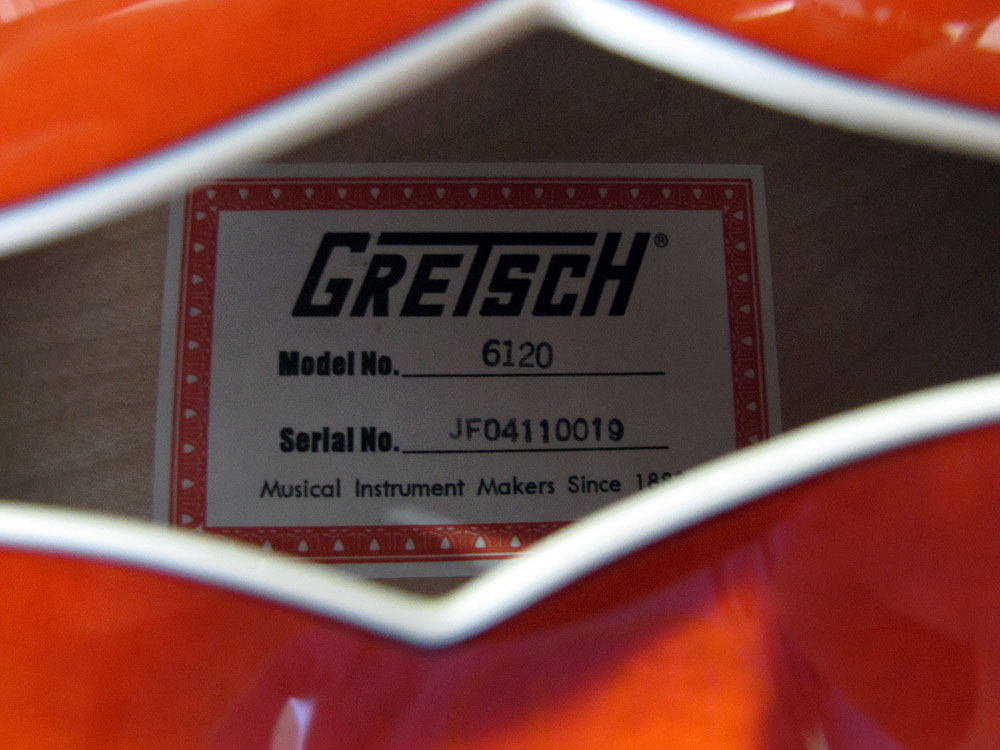 GRETSCH®
Model No. 6120
Serial No. JF04110019
Musical Instrument Makers Since